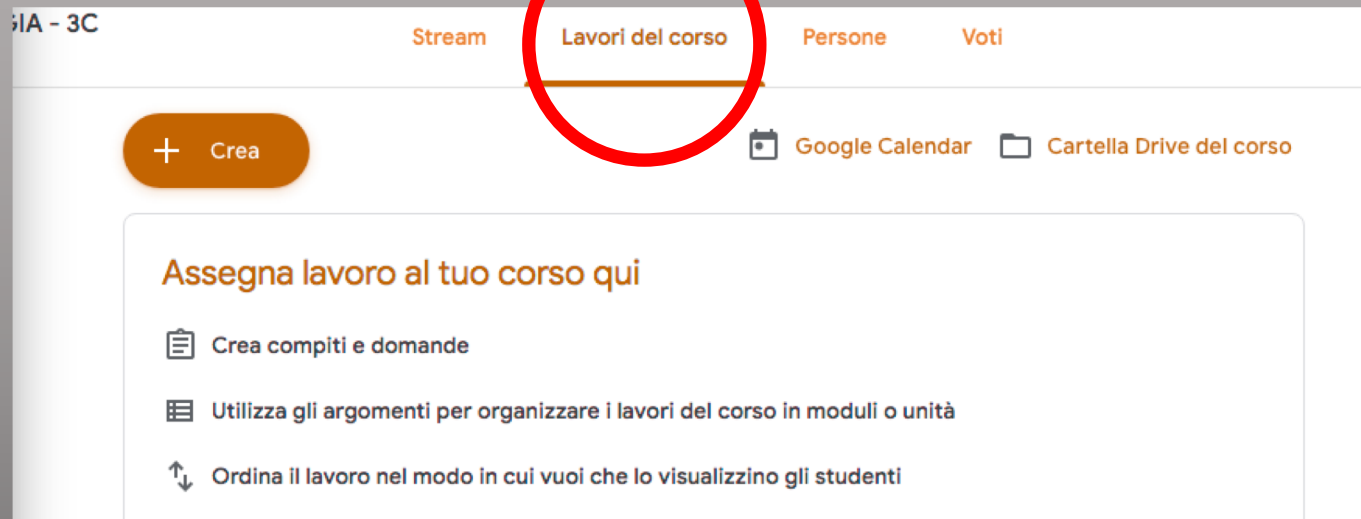 GIA - 3C
Stream Lavori del corso Persone Voti
Crea
Google Calendar Cartella Drive del corso
Assegna lavoro al tuo corso qui
Crea compiti e domande
Utilizza gli argomenti per organizzare i lavori del corso in moduli o unità
Ordina il lavoro nel modo in cui vuoi che lo visualizzino gli studenti